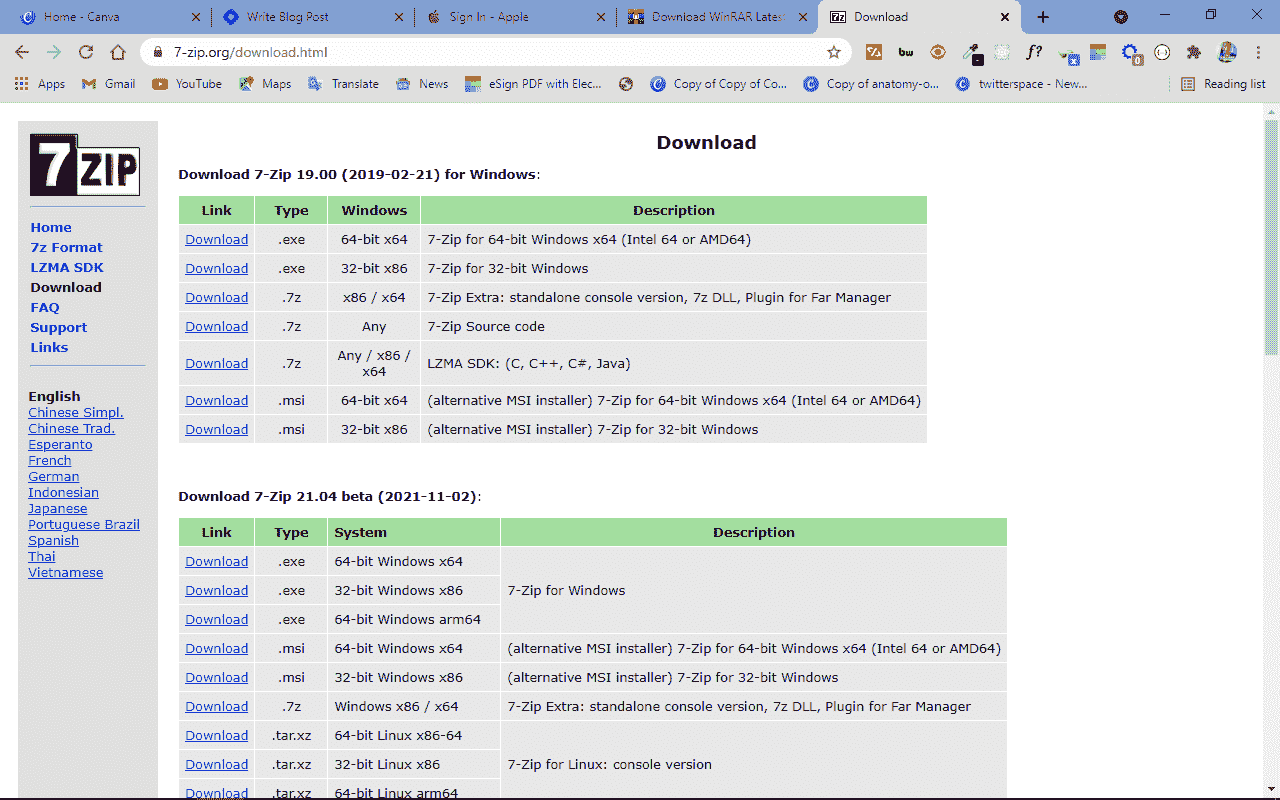 Home - Canva
Write Blog Post
Sign In - Apple
Download WinRAR Latest
Download
7-zip.org/download.html
bw
f?
0
Apps
Gmail
YouTube
Maps
Translate
News
eSign PDF with Elec...
Copy of Copy of Co...
Copy of anatomy-o...
twitterspace - New...
Reading list
7ZIP
Home
7z Format
LZMA SDK
Download
FAQ
Support
Links
English
Chinese Simpl.
Chinese Trad.
Esperanto
French
German
Indonesian
Japanese
Portuguese Brazil
Spanish
Thai
Vietnamese
Download
Download 7-Zip 19.00 (2019-02-21) for Windows:
Link Type Windows Description
Download .exe 64-bit x64 7-Zip for 64-bit Windows x64 (Intel 64 or AMD64)
Download .exe 32-bit x86 7-Zip for 32-bit Windows
Download .7z x86 / x64 7-Zip Extra: standalone console version, 7z DLL, Plugin for Far Manager
Download .7z Any 7-Zip Source code
Download .7z Any / x86 / x64 LZMA SDK: (C, C++, C#, Java)
Download .msi 64-bit x64 (alternative MSI installer) 7-Zip for 64-bit Windows x64 (Intel 64 or AMD64)
Download .msi 32-bit x86 (alternative MSI installer) 7-Zip for 32-bit Windows
Download 7-Zip 21.04 beta (2021-11-02):
Link Type System Description
Download .exe 64-bit Windows x64
Download .exe 32-bit Windows x86 7-Zip for Windows
Download .exe 64-bit Windows arm64
Download .msi 64-bit Windows x64 (alternative MSI installer) 7-Zip for 64-bit Windows x64 (Intel 64 or AMD64)
Download .msi 32-bit Windows x86 (alternative MSI installer) 7-Zip for 32-bit Windows
Download .7z Windows x86 / x64 7-Zip Extra: standalone console version, 7z DLL, Plugin for Far Manager
Download .tar.xz 64-bit Linux x86-64
Download .tar.xz 32-bit Linux x86 7-Zip for Linux: console version
Download .tar.xz 64-bit Linux arm64